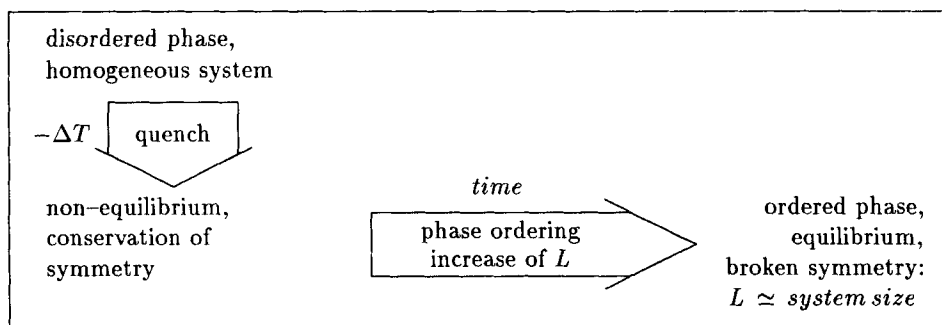 disordered phase,
homogeneous system
−ΔT
quench
non–equilibrium,
conservation of
symmetry
time
phase ordering
increase of L
ordered phase,
equilibrium,
broken symmetry:
L ≃ system size